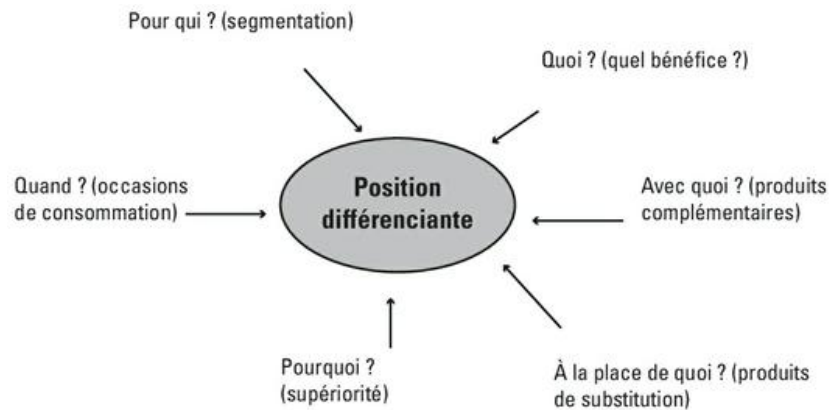 Pour qui ? (segmentation)
Quoi ? (quel bénéfice ?)
Quand ? (occasions
de consommation)
Position
différenciante
Avec quoi ? (produits
complémentaires)
Pourquoi ?
(supériorité)
À la place de quoi ? (produits
de substitution)